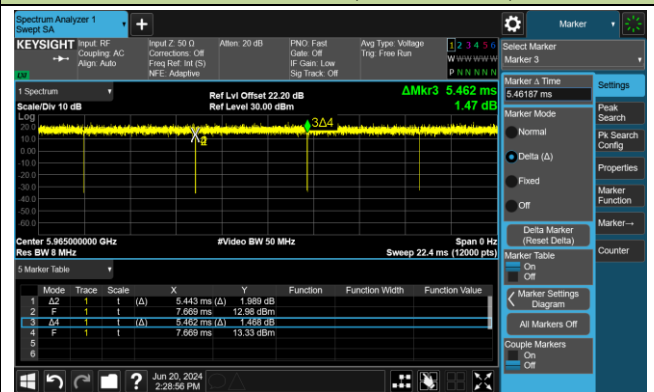 Spectrum Analyzer 1
Swept SA
+
Marker
KEYSIGHT
Input: RF
Coupling: AC
Align: Auto
Input Z: 50 Ω
Corrections: Off
Freq Ref: Int (S)
NFE: Adaptive
Atten: 20 dB
PNO: Fast
Gate: Off
IF Gain: Low
Sig Track: Off
Avg Type: Voltage
Trig: Free Run
1 2 3 4 5 6
W W W W W W
P N N N N N
LXI
Select Marker
Marker 3
1 Spectrum
Scale/Div 10 dB
Log
Ref Lvl Offset 22.20 dB
Ref Level 30.00 dBm
ΔMkr3 5.462 ms
1.47 dB
20.0
10.0
0.00
-10.0
-20.0
-30.0
-40.0
-50.0
-60.0
3Δ4
Center 5.965000000 GHz
Res BW 8 MHz
#Video BW 50 MHz
Span 0 Hz
Sweep 22.4 ms (12000 pts)
5 Marker Table
Mode Trace Scale X Y Function Function Width Function Value
1 Δ2 1 t (Δ) 5.443 ms (Δ) 1.989 dB
2 F 1 t 7.669 ms 12.98 dBm
3 Δ4 1 t (Δ) 5.462 ms (Δ) 1.468 dB
4 F 1 t 7.669 ms 13.33 dBm
5
6
Marker Δ Time
5.46187 ms
Marker Mode
Normal
Delta (Δ)
Fixed
Off
Delta Marker
(Reset Delta)
Marker Table
On
Off
Marker Settings
Diagram
All Markers Off
Couple Markers
On
Off
Settings
Peak
Search
Pk Search
Config
Properties
Marker
Function
Marker→
Counter
?
Jun 20, 2024
2:28:56 PM